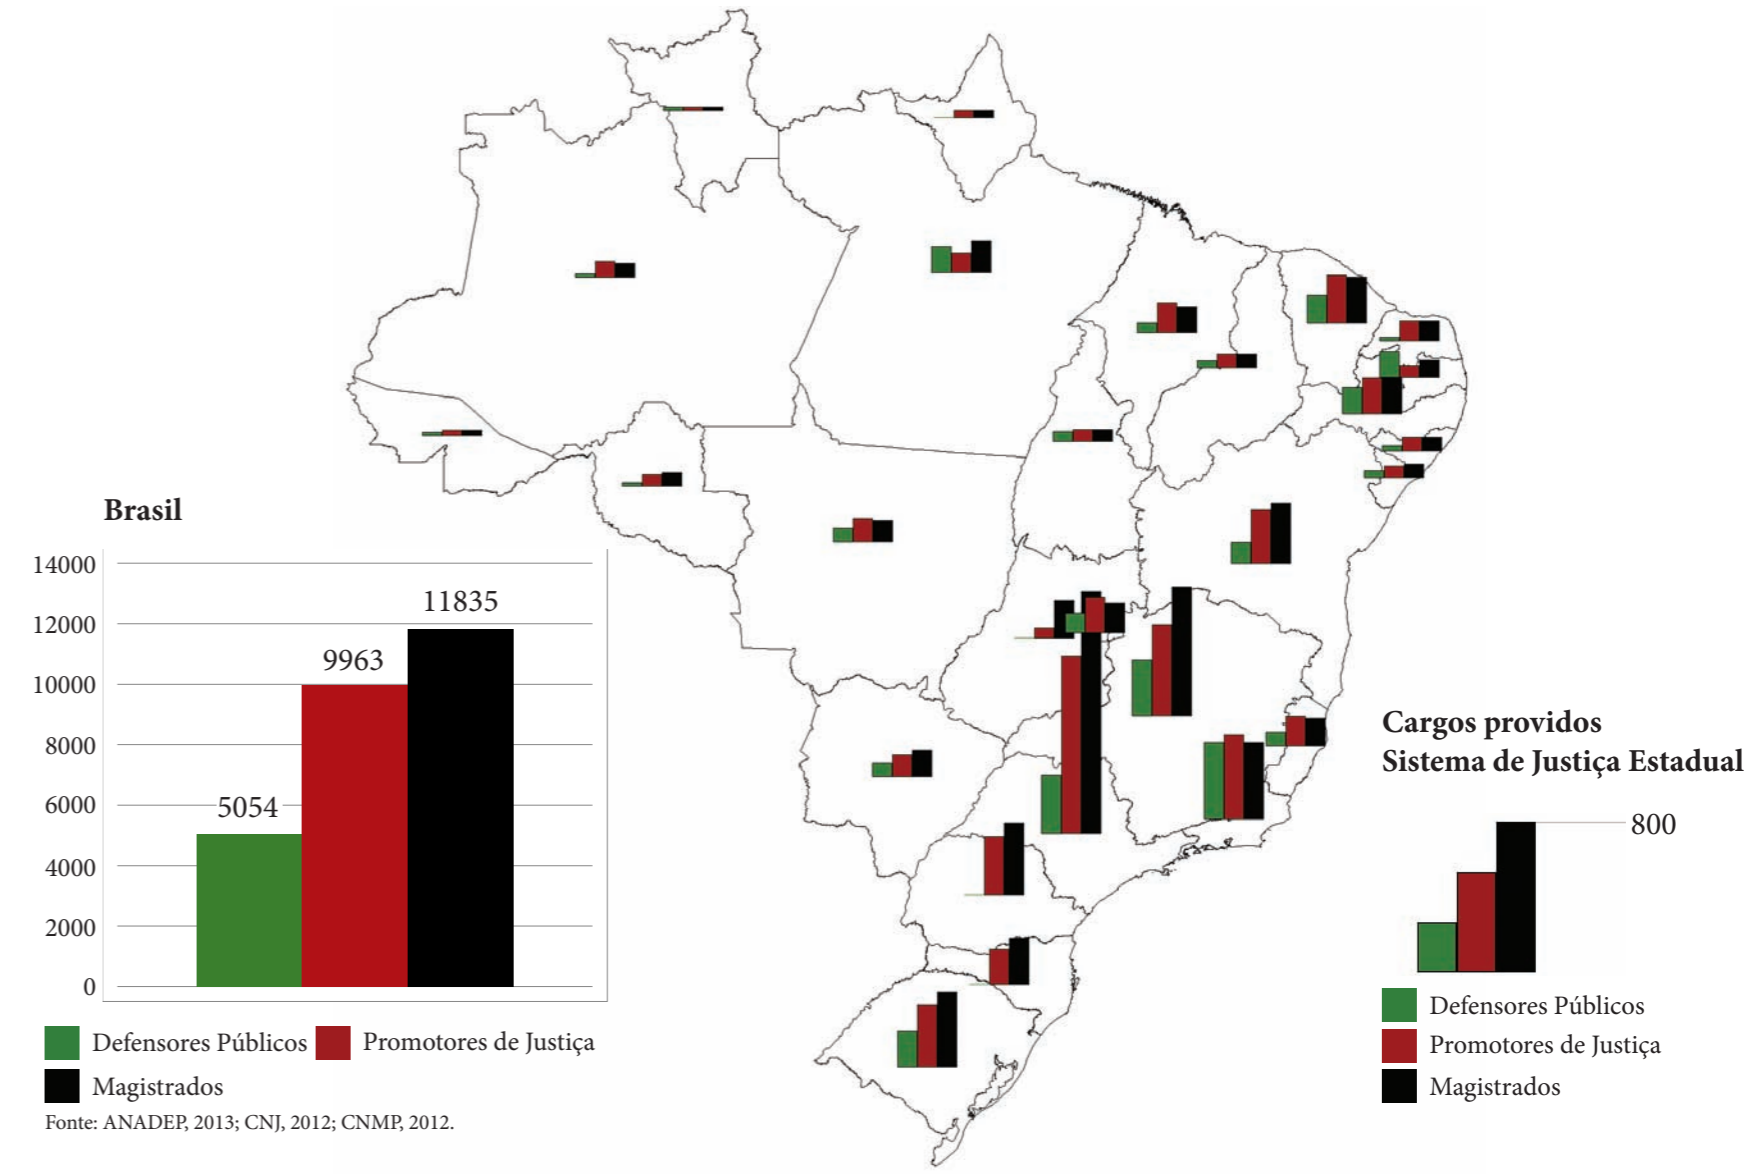 Brasil
14000
12000
10000
8000
6000
4000
2000
0
5054
9963
11835
Defensores Públicos
Promotores de Justiça
Magistrados
Fonte: ANADEP, 2013; CNJ, 2012; CNMP, 2012.
Cargos providos
Sistema de Justiça Estadual
800
Defensores Públicos
Promotores de Justiça
Magistrados